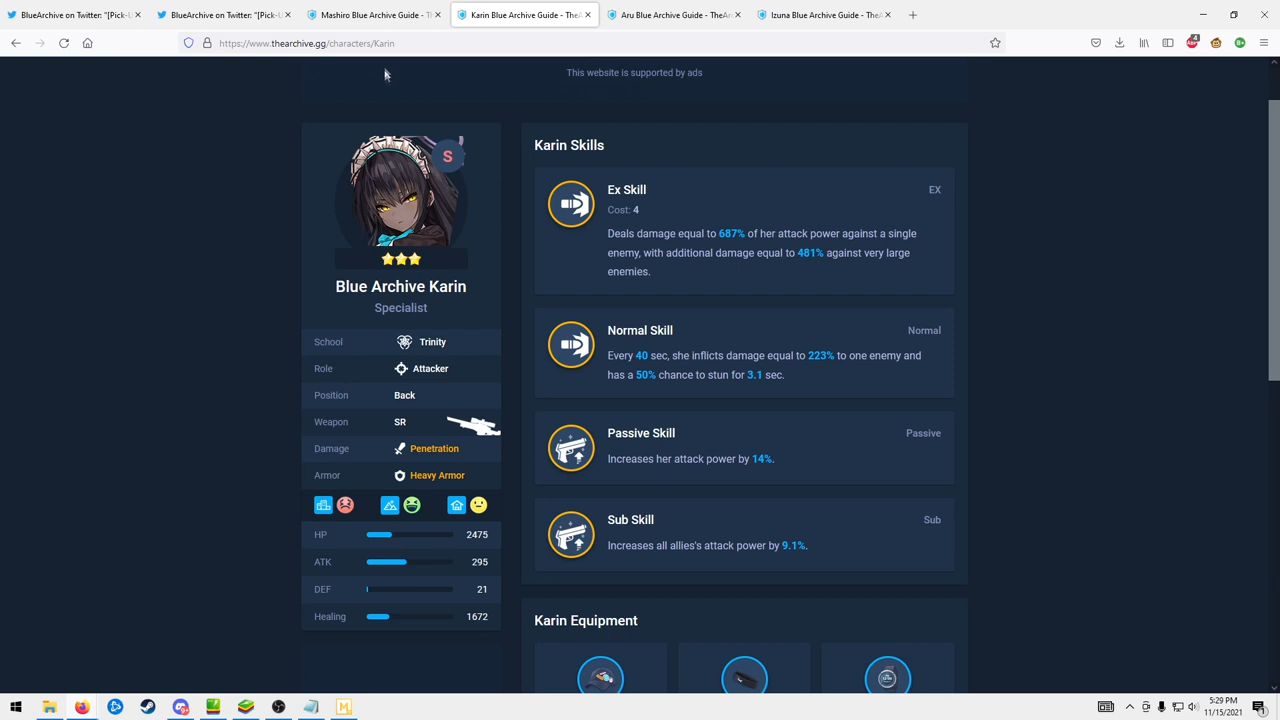 BlueArchive on Twitter: "[Pick-U
BlueArchive on Twitter: "[Pick-U
Mashiro Blue Archive Guide - Th
Karin Blue Archive Guide - TheA
Aru Blue Archive Guide - TheAr
Izuna Blue Archive Guide - TheA
https://www.thearchive.gg/characters/Karin
4
This website is supported by ads
S
Blue Archive Karin
Specialist
School Trinity
Role Attacker
Position Back
Weapon SR
Damage Penetration
Armor Heavy Armor
HP 2475
ATK 295
DEF 21
Healing 1672
Karin Skills
Ex Skill EX
Cost: 4
Deals damage equal to 687% of her attack power against a single
enemy, with additional damage equal to 481% against very large
enemies.
Normal Skill Normal
Every 40 sec, she inflicts damage equal to 223% to one enemy and
has a 50% chance to stun for 3.1 sec.
Passive Skill Passive
Increases her attack power by 14%.
Sub Skill Sub
Increases all allies's attack power by 9.1%.
Karin Equipment
5:29 PM
11/15/2021